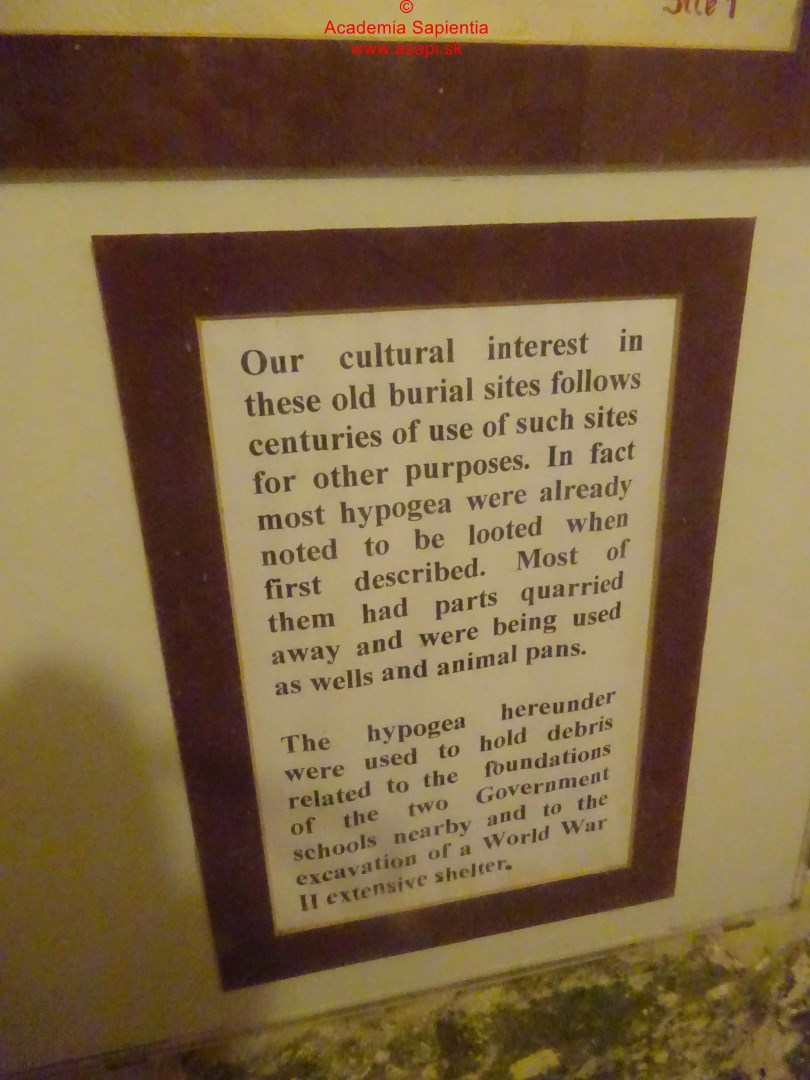 ©
Academia Sapientia
www.asapi.sk
Our cultural interest in
these old burial sites follows
centuries of use of such sites
for other purposes. In fact
most hypogea were already
noted to be looted when
first described. Most of
them had parts quarried
away and were being used
as wells and animal pans.
The hypogea hereunder
were used to hold debris
related to the foundations
of the two Government
schools nearby and to the
excavation of a World War
II extensive shelter.